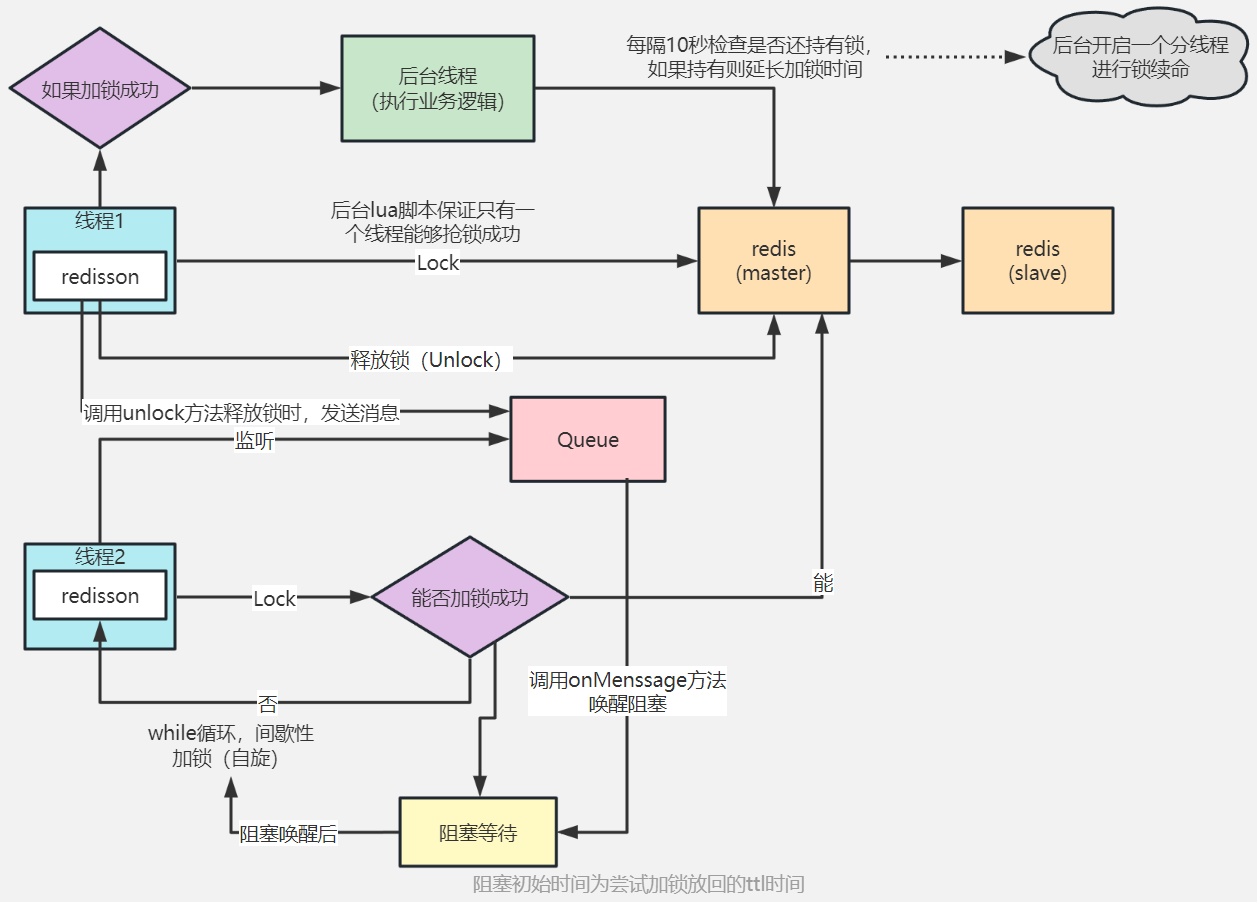 如果加锁成功
后台线程
（执行业务逻辑）
每隔10秒检查是否还持有锁，
如果持有则延长加锁时间
后台开启一个分线程
进行锁续命
线程1
redisson
后台lua脚本保证只有一
个线程能够抢锁成功
Lock
redis
(master)
redis
(slave)
释放锁（Unlock）
调用unlock方法释放锁时，发送消息
监听
Queue
线程2
redisson
Lock
能否加锁成功
能
否
调用onMenssage方法
唤醒阻塞
while循环，间歇性
加锁（自旋）
阻塞唤醒后
阻塞等待
阻塞初始时间为尝试加锁放回的ttl时间